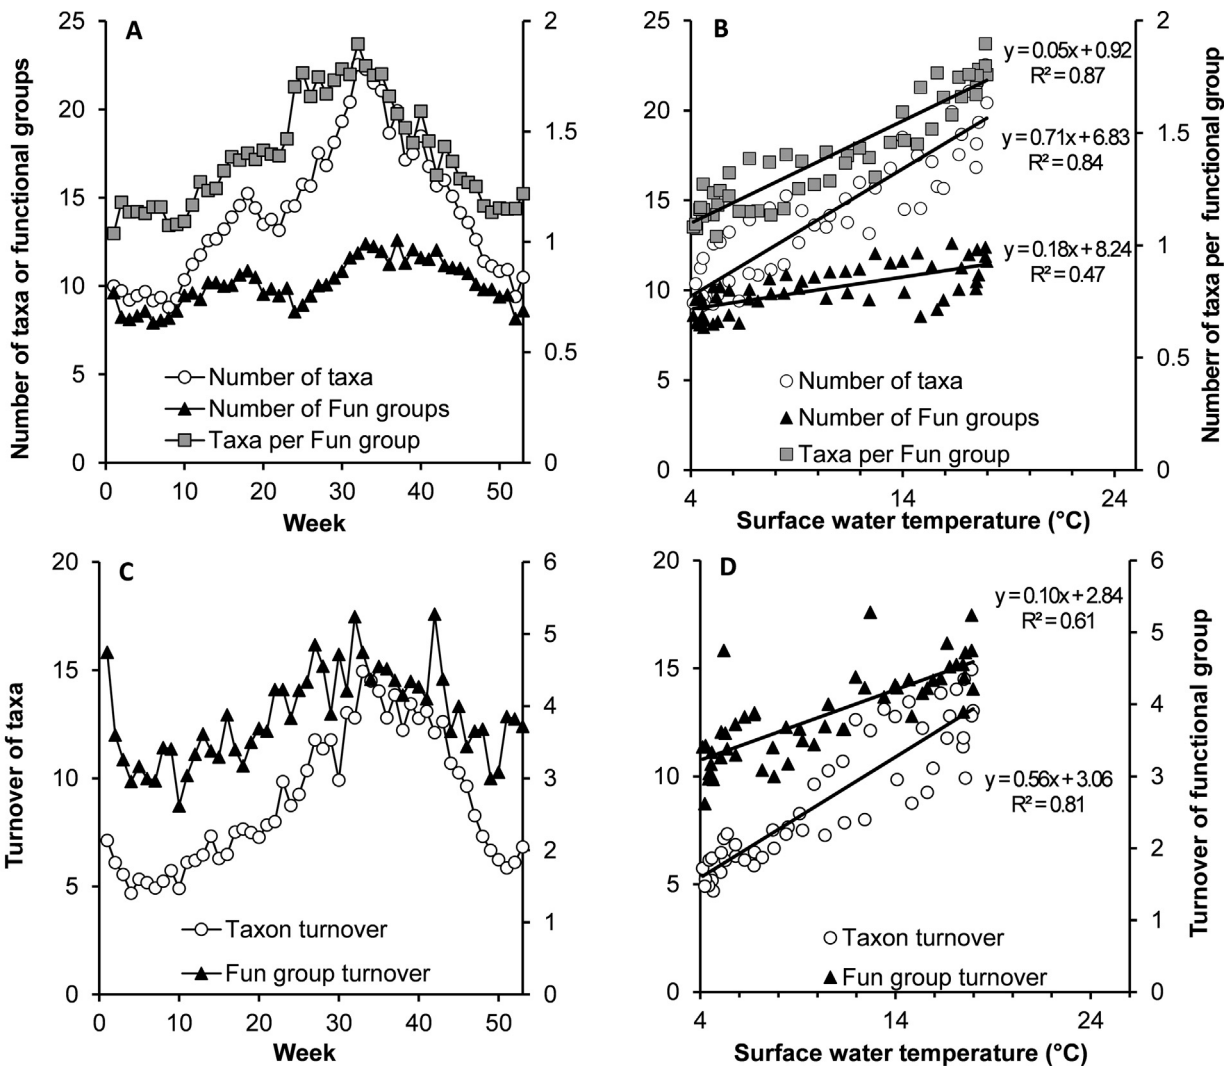 A
25
20
15
10
5
0
2
1.5
1
0.5
0
0 10 20 30 40 50
Number of taxa or functional groups
Week
Number of taxa
Number of Fun groups
Taxa per Fun group
B
25
20
15
10
5
0
2
1.5
1
0.5
0
4 14 24
y = 0.05x + 0.92
R² = 0.87
y = 0.71x + 6.83
R² = 0.84
y = 0.18x + 8.24
R² = 0.47
Number of taxa
Number of Fun groups
Taxa per Fun group
Surface water temperature (°C)
Numberr of taxa per functional group
C
20
15
10
5
0
6
5
4
3
2
1
0
0 10 20 30 40 50
Turnover of taxa
Week
Taxon turnover
Fun group turnover
D
20
15
10
5
0
6
5
4
3
2
1
0
4 14 24
y = 0.10x + 2.84
R² = 0.61
y = 0.56x + 3.06
R² = 0.81
Taxon turnover
Fun group turnover
Surface water temperature (°C)
Turnover of functional group